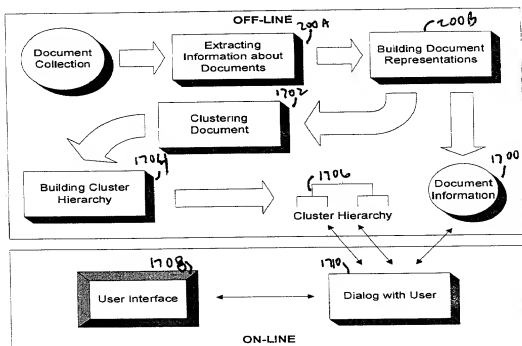 OFF-LINE
Document
Collection
Extracting
Information about
Documents
200A
Building Document
Representations
200B
Clustering
Document
1702
Building Cluster
Hierarchy
1704
1706
Cluster Hierarchy
Document
Information
1700
User Interface
1708
Dialog with User
1710
ON-LINE